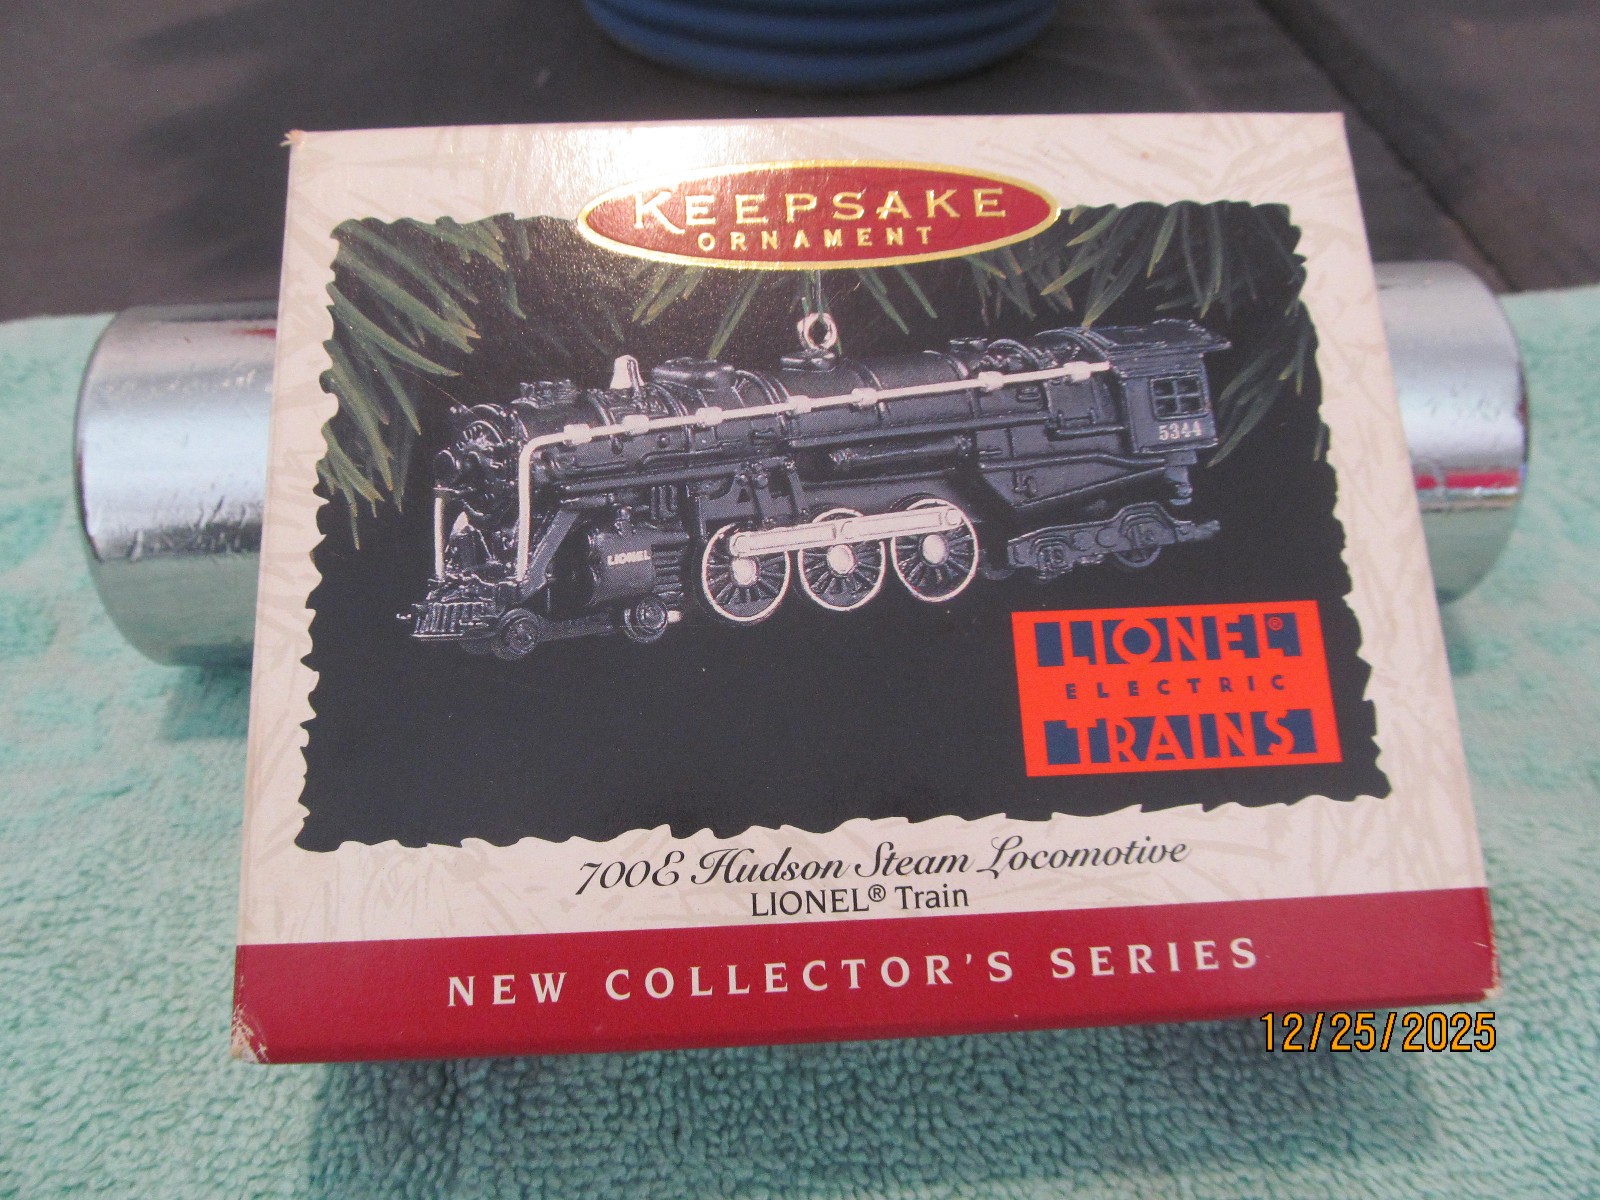 KEEPSAKE
ORNAMENT
5344
LIONEL
LIONEL®
ELECTRIC
TRAINS
700E Hudson Steam Locomotive
LIONEL® Train
NEW COLLECTOR'S SERIES
12/25/2025